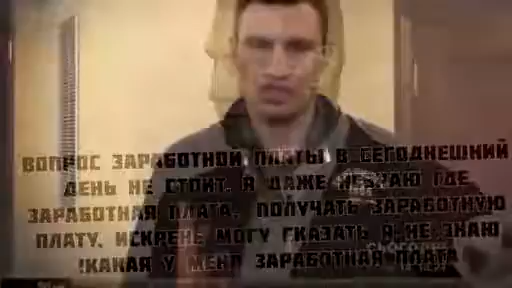 ВОПРОС ЗАРАБОТНОЙ ПЛАТЫ В СЕГОДНЕШНИЙ
ДЕНЬ НЕ СТОИТ. Я ДАЖЕ НЕ ЗНАЮ ГДЕ
ЗАРАБОТНАЯ ПЛАТА, ПОЛУЧАТЬ ЗАРАБОТНУЮ
ПЛАТУ. ИСКРЕНЕ МОГУ СКАЗАТЬ Я НЕ ЗНАЮ
!КАКАЯ У МЕНЯ ЗАРАБОТНАЯ ПЛАТА